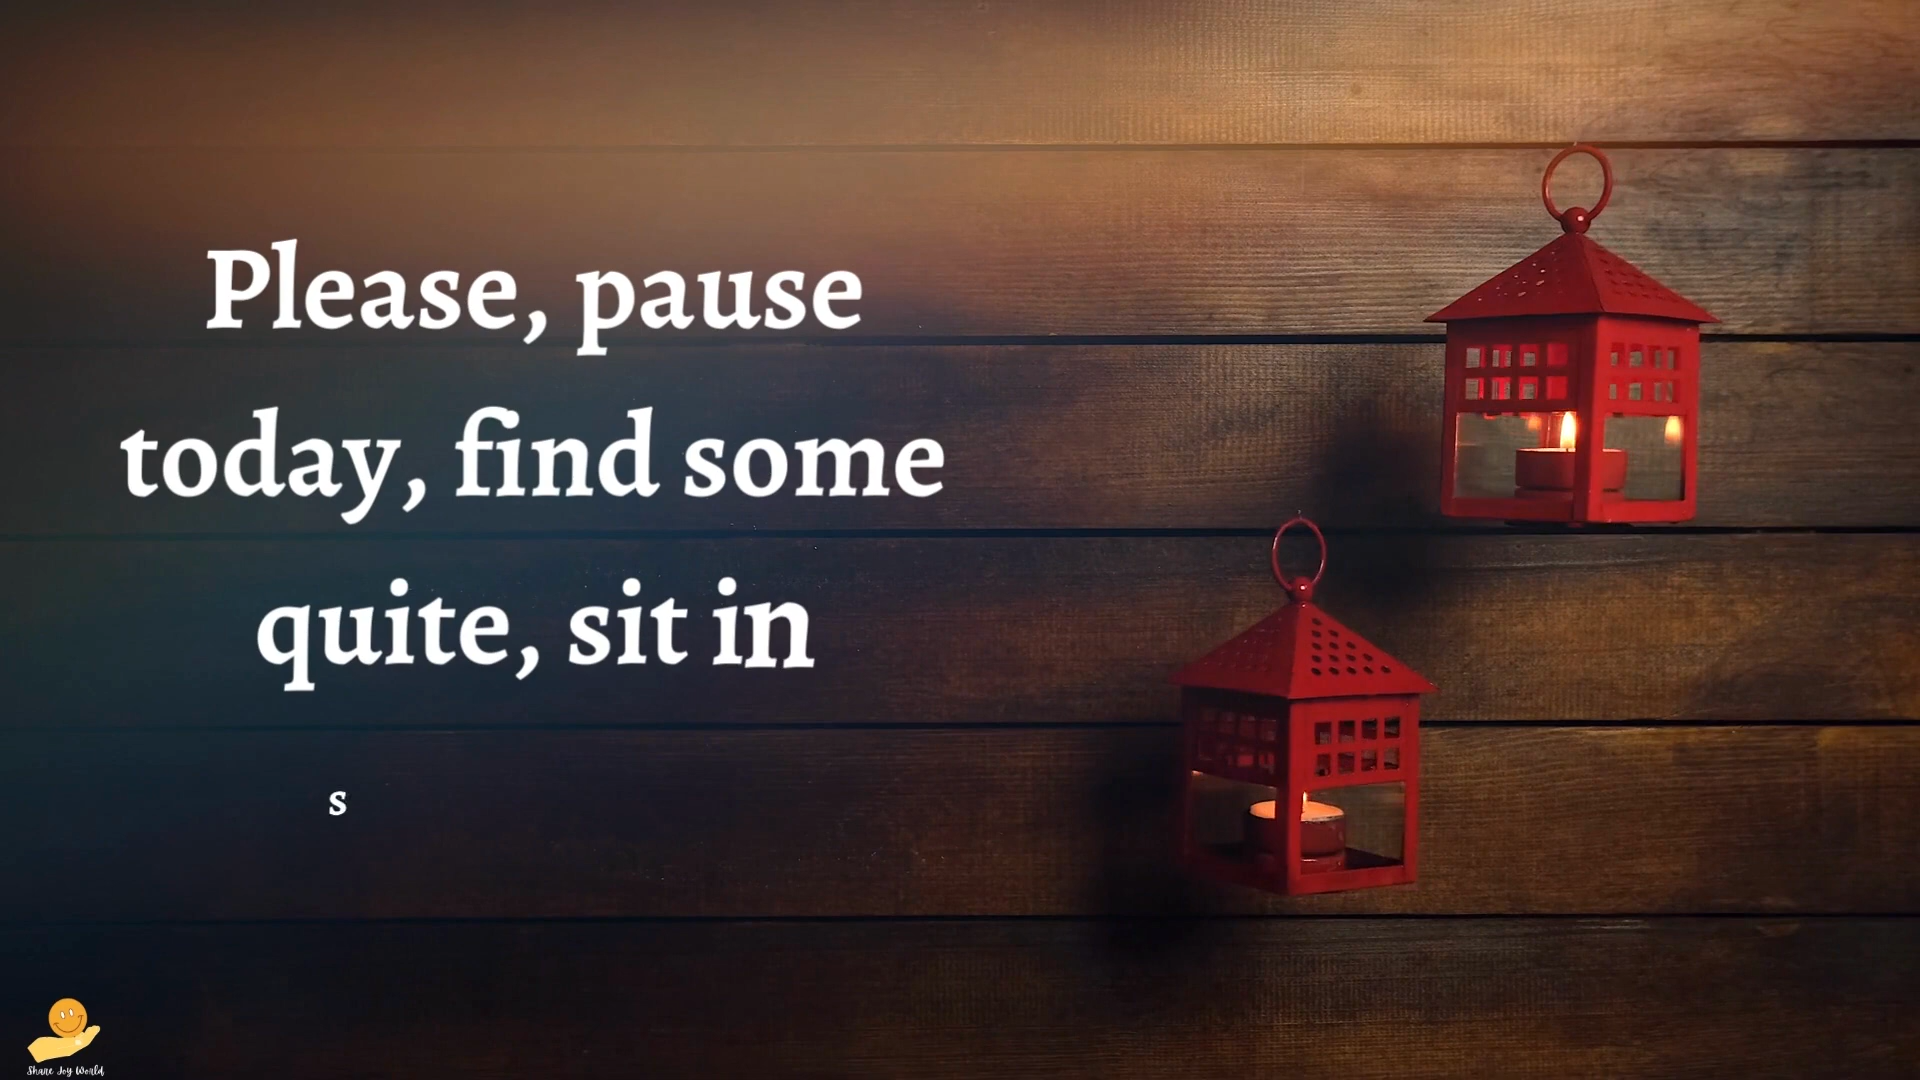 Please, pause
today, find some
quite, sit in
s
Share Joy World